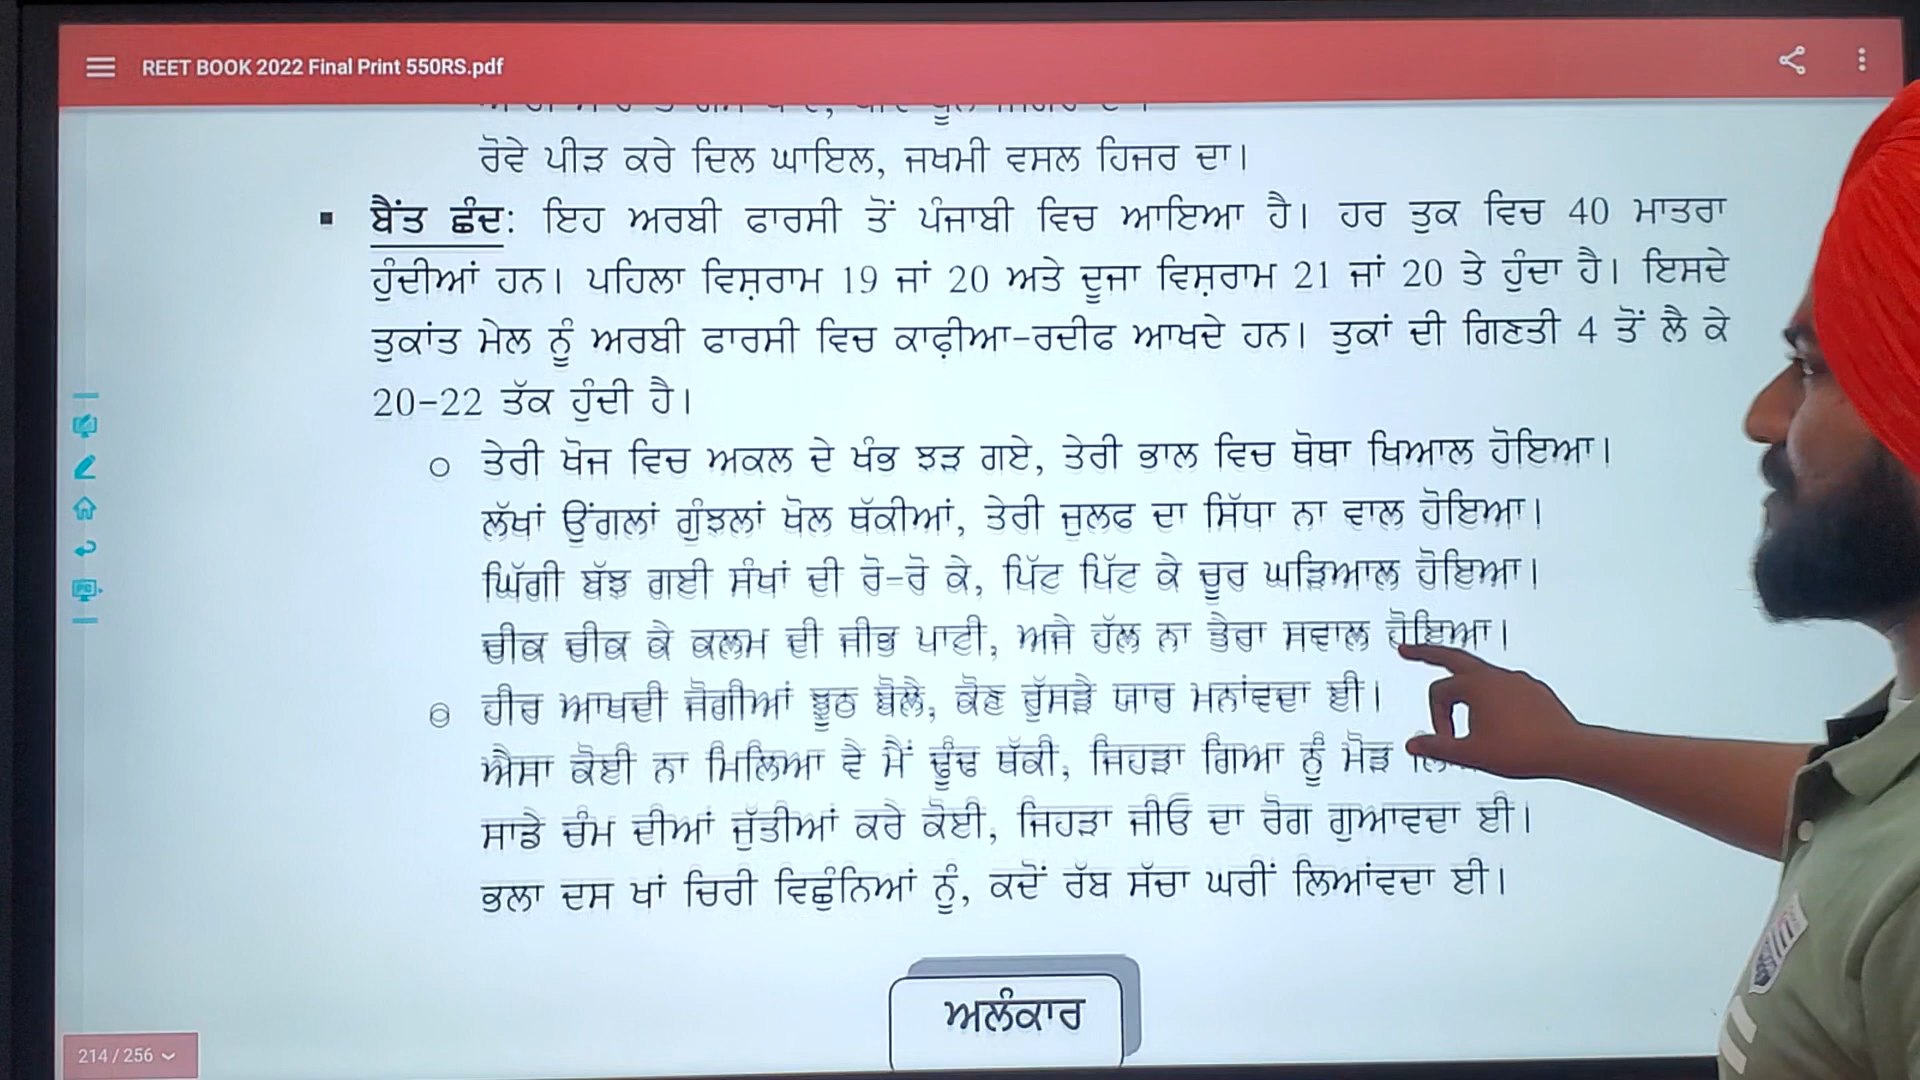 REET BOOK 2022 Final Print 550RS.pdf
ਰੋਵੇ ਪੀੜ ਕਰੇ ਦਿਲ ਘਾਇਲ, ਜਖਮੀ ਵਸਲ ਹਿਜਰ ਦਾ।
▪ ਬੈਂਤ ਛੰਦ: ਇਹ ਅਰਬੀ ਫਾਰਸੀ ਤੋਂ ਪੰਜਾਬੀ ਵਿਚ ਆਇਆ ਹੈ। ਹਰ ਤੁਕ ਵਿਚ 40 ਮਾਤਰਾ
ਹੁੰਦੀਆਂ ਹਨ। ਪਹਿਲਾ ਵਿਸ਼ਰਾਮ 19 ਜਾਂ 20 ਅਤੇ ਦੂਜਾ ਵਿਸ਼ਰਾਮ 21 ਜਾਂ 20 ਤੇ ਹੁੰਦਾ ਹੈ। ਇਸਦੇ
ਤੁਕਾਂਤ ਮੇਲ ਨੂੰ ਅਰਬੀ ਫਾਰਸੀ ਵਿਚ ਕਾਫ਼ੀਆ-ਰਦੀਫ ਆਖਦੇ ਹਨ। ਤੁਕਾਂ ਦੀ ਗਿਣਤੀ 4 ਤੋਂ ਲੈ ਕੇ
20-22 ਤੱਕ ਹੁੰਦੀ ਹੈ।
○ ਤੇਰੀ ਖੋਜ ਵਿਚ ਅਕਲ ਦੇ ਖੰਭ ਝੜ ਗਏ, ਤੇਰੀ ਭਾਲ ਵਿਚ ਥੋਥਾ ਖਿਆਲ ਹੋਇਆ।
ਲੱਖਾਂ ਉਂਗਲਾਂ ਗੁੰਝਲਾਂ ਖੋਲ ਥੱਕੀਆਂ, ਤੇਰੀ ਜੁਲਫ ਦਾ ਸਿੱਧਾ ਨਾ ਵਾਲ ਹੋਇਆ।
ਘਿੱਗੀ ਬੱਝ ਗਈ ਸੰਖਾਂ ਦੀ ਰੋ-ਰੋ ਕੇ, ਪਿੱਟ ਪਿੱਟ ਕੇ ਚੂਰ ਘੜਿਆਲ ਹੋਇਆ।
ਚੀਕ ਚੀਕ ਕੇ ਕਲਮ ਦੀ ਜੀਭ ਪਾਟੀ, ਅਜੇ ਹੱਲ ਨਾ ਤੇਰਾ ਸਵਾਲ ਹੋਇਆ।
○ ਹੀਰ ਆਖਦੀ ਜੋਗੀਆਂ ਝੂਠ ਬੋਲੈ, ਕੋਣ ਰੁੱਸੜੈ ਯਾਰ ਮਨਾਂਵਦਾ ਈ।
ਐਸਾ ਕੋਈ ਨਾ ਮਿਲਿਆ ਵੇ ਮੈਂ ਢੂੰਢ ਥੱਕੀ, ਜਿਹੜਾ ਗਿਆ ਨੂੰ ਮੋੜ
ਸਾਡੇ ਚੰਮ ਦੀਆਂ ਜੁੱਤੀਆਂ ਕਰੇ ਕੋਈ, ਜਿਹੜਾ ਜੀਓ ਦਾ ਰੋਗ ਗੁਆਵਦਾ ਈ।
ਭਲਾ ਦਸ ਖਾਂ ਚਿਰੀ ਵਿਛੁੰਨਿਆਂ ਨੂੰ, ਕਦੋਂ ਰੱਬ ਸੱਚਾ ਘਰੀਂ ਲਿਆਂਵਦਾ ਈ।
ਅਲੰਕਾਰ
214 / 256